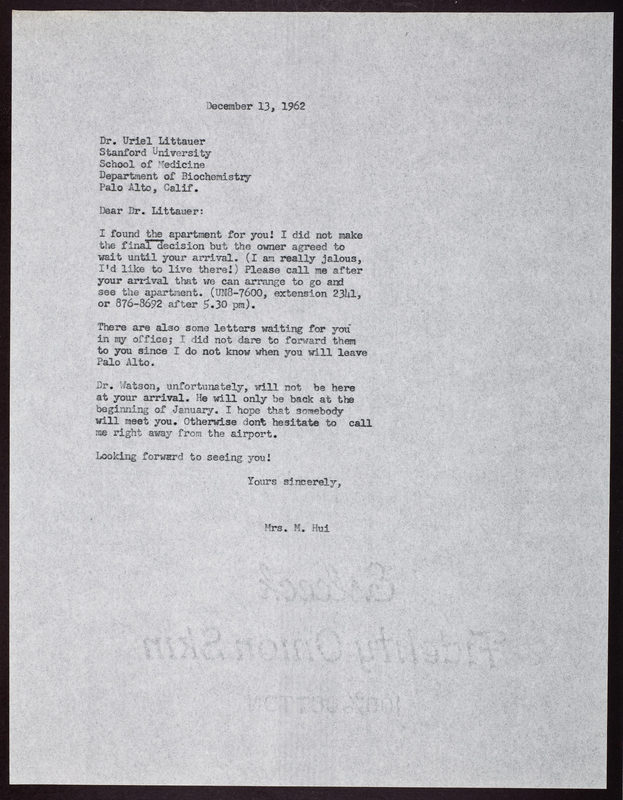 December 13, 1962
Dr. Uriel Littauer
Stanford University
School of Medicine
Department of Biochemistry
Palo Alto, Calif.
Dear Dr. Littauer:
I found the apartment for you! I did not make
the final decision but the owner agreed to
wait until your arrival. (I am really jalous,
I'd like to live there!) Please call me after
your arrival that we can arrange to go and
see the apartment. (UN8-7600, extension 2341,
or 876-8692 after 5.30 pm).
There are also some letters waiting for you
in my office; I did not dare to forward them
to you since I do not know when you will leave
Palo Alto.
Dr. Watson, unfortunately, will not be here
at your arrival. He will only be back at the
beginning of January. I hope that somebody
will meet you. Otherwise dont hesitate to call
me right away from the airport.
Looking forward to seeing you!
Yours sincerely,
Mrs. M. Hui
Fidelity Onion Skin
100% COTTON